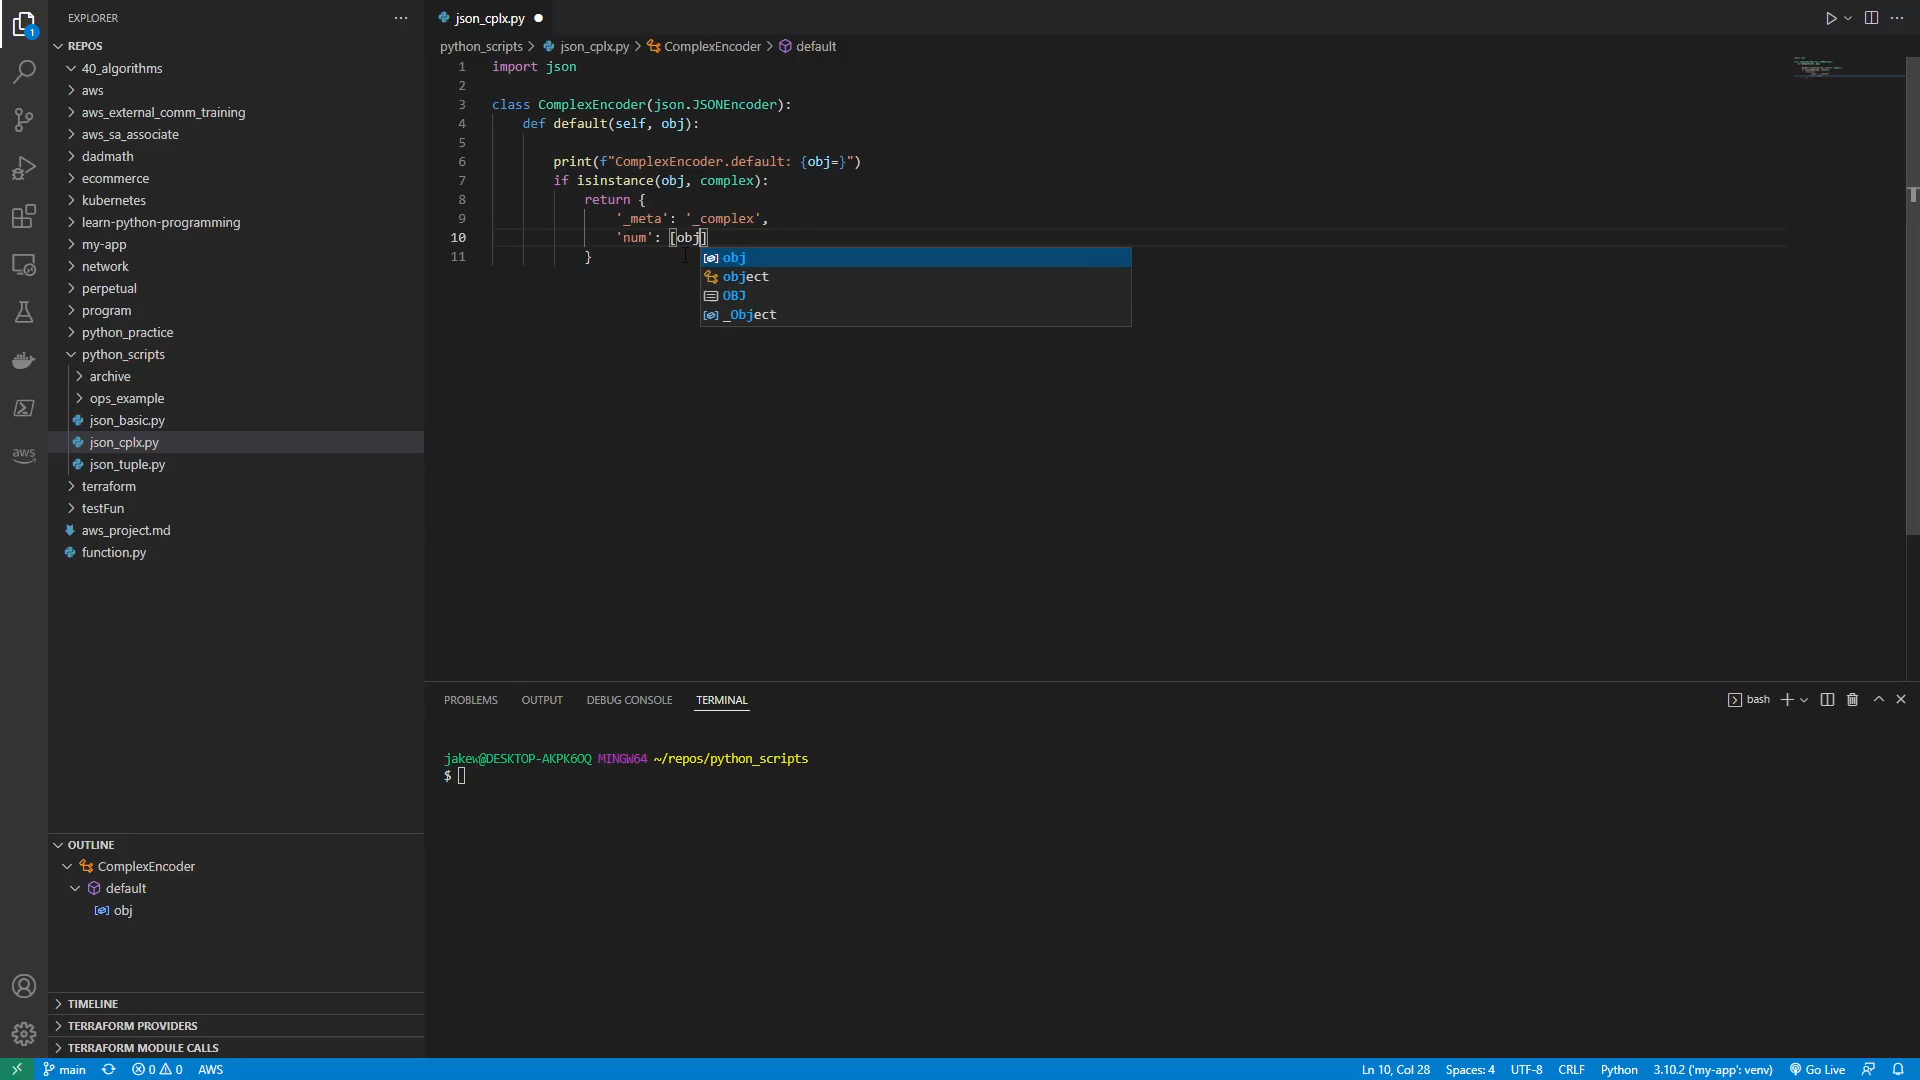 EXPLORER
REPOS
40_algorithms
aws
aws_external_comm_training
aws_sa_associate
dadmath
ecommerce
kubernetes
learn-python-programming
my-app
network
perpetual
program
python_practice
python_scripts
archive
ops_example
json_basic.py
json_cplx.py
json_tuple.py
terraform
testFun
aws_project.md
function.py
OUTLINE
ComplexEncoder
default
obj
TIMELINE
TERRAFORM PROVIDERS
TERRAFORM MODULE CALLS
1
aws
json_cplx.py
python_scripts > json_cplx.py > ComplexEncoder > default
1 import json
2
3 class ComplexEncoder(json.JSONEncoder):
4 def default(self, obj):
5
6 print(f"ComplexEncoder.default: {obj=}")
7 if isinstance(obj, complex):
8 return {
9 '_meta': '_complex',
10 'num': [obj]
11 }
obj
object
OBJ
_Object
PROBLEMS OUTPUT DEBUG CONSOLE TERMINAL
bash
jakew@DESKTOP-AKPK6OQ MINGW64 ~/repos/python_scripts
$
main 0 0 AWS
Ln 10, Col 28 Spaces: 4 UTF-8 CRLF Python 3.10.2 ('my-app': venv) Go Live